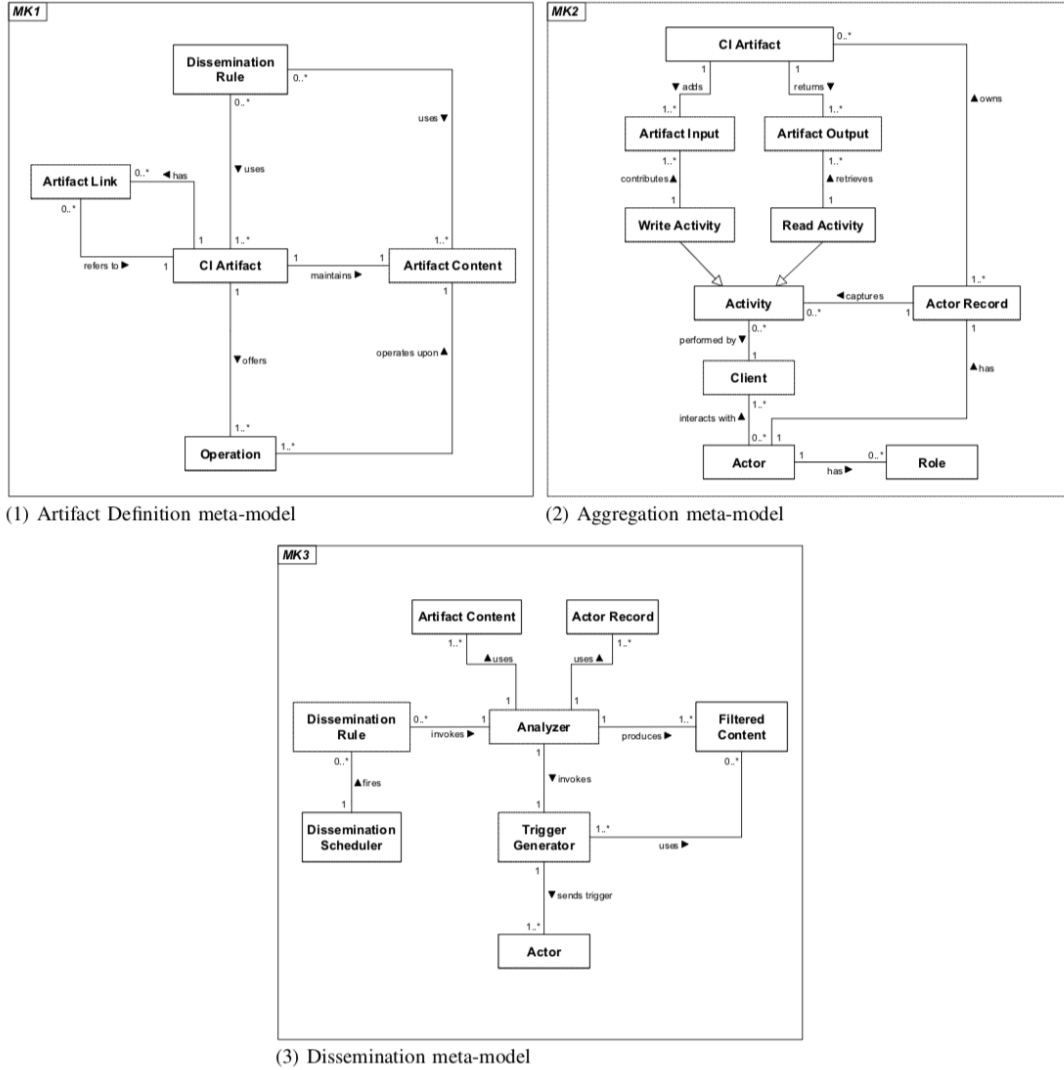 MK1
Dissemination
Rule
0..*
0..*
uses ▼
▼ uses
Artifact Link
0..*
◄ has
0..*
1
1..*
1..*
refers to ►
1
CI Artifact
1
maintains ►
1
Artifact Content
1
1
▼ offers
operates upon ▲
1..*
Operation
1..*
(1) Artifact Definition meta-model
MK2
CI Artifact
0..*
1
1
▼ adds
returns ▼
▲ owns
1..*
1..*
Artifact Input
Artifact Output
1..*
1..*
contributes ▲
▲ retrieves
1
1
Write Activity
Read Activity
1..*
Activity
◄ captures
Actor Record
0..*
1
0..*
1
performed by ▼
1
Client
▲ has
1..*
interacts with ▲
0..*
1
Actor
1
0..*
Role
has ►
(2) Aggregation meta-model
MK3
Artifact Content
Actor Record
1..*
1..*
▲ uses
uses ▲
1
1
Dissemination
Rule
0..*
1
invokes ►
Analyzer
1
1..*
produces ►
Filtered
Content
0..*
1
0..*
▲ fires
▼ invokes
1
1
Dissemination
Scheduler
Trigger
Generator
1..*
uses ►
1
▼ sends trigger
1..*
Actor
(3) Dissemination meta-model